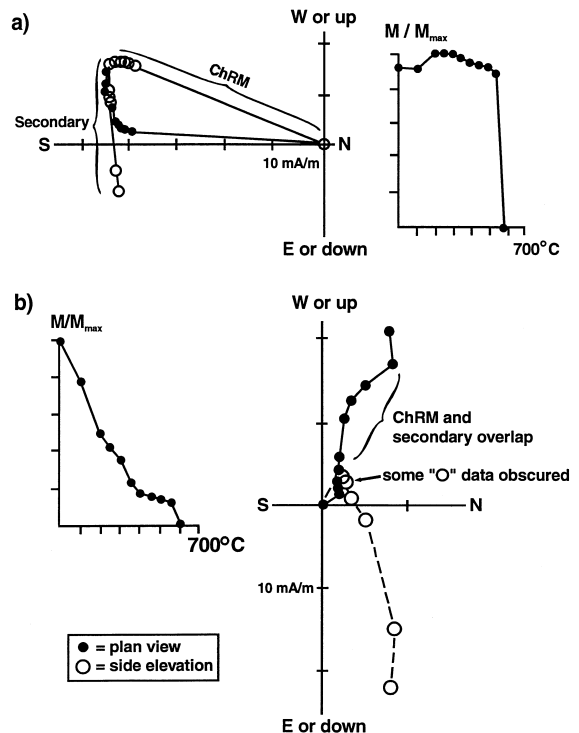 a)
W or up
M / Mmax
ChRM
Secondary
S
N
10 mA/m
700°C
E or down
b)
W or up
M/Mmax
ChRM and
secondary overlap
some "O" data obscured
S
N
700°C
10 mA/m
● = plan view
○ = side elevation
E or down